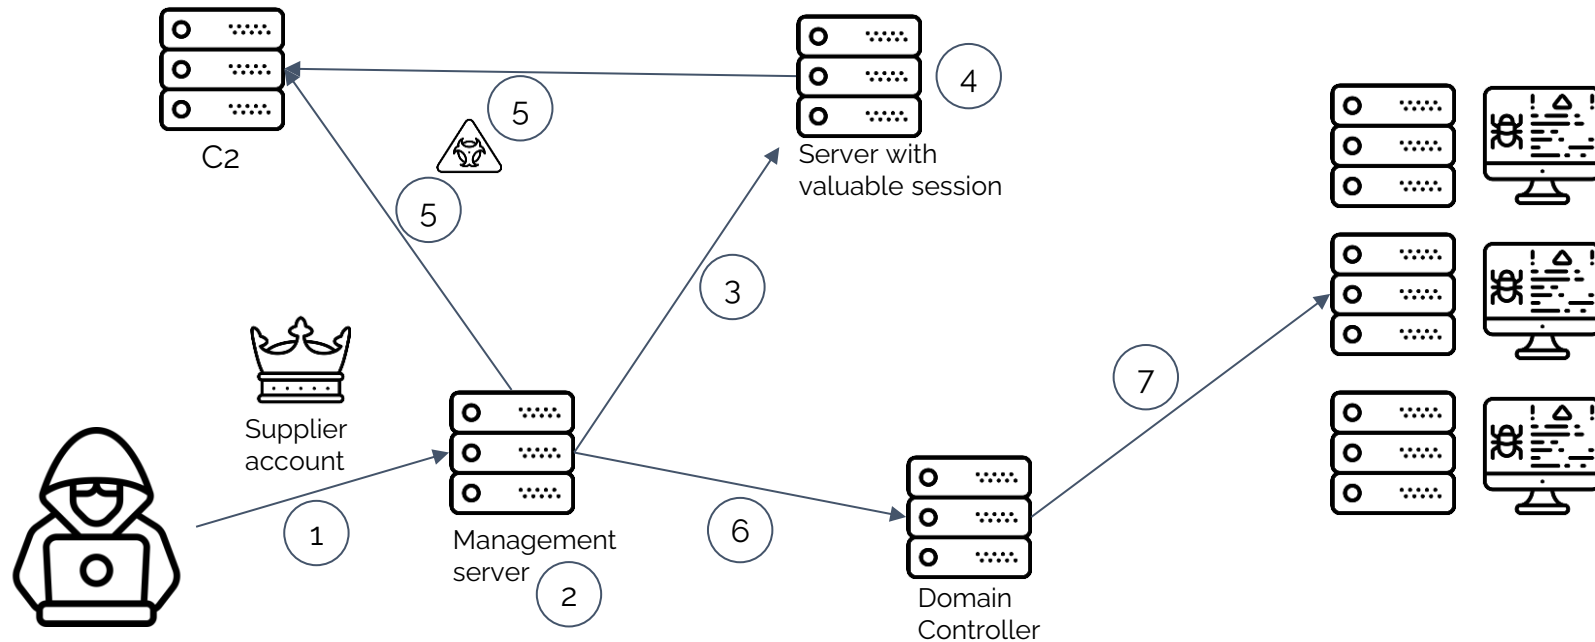 C2
5
4
Server with
valuable session
5
3
Supplier
account
7
1
6
Management
server
2
Domain
Controller